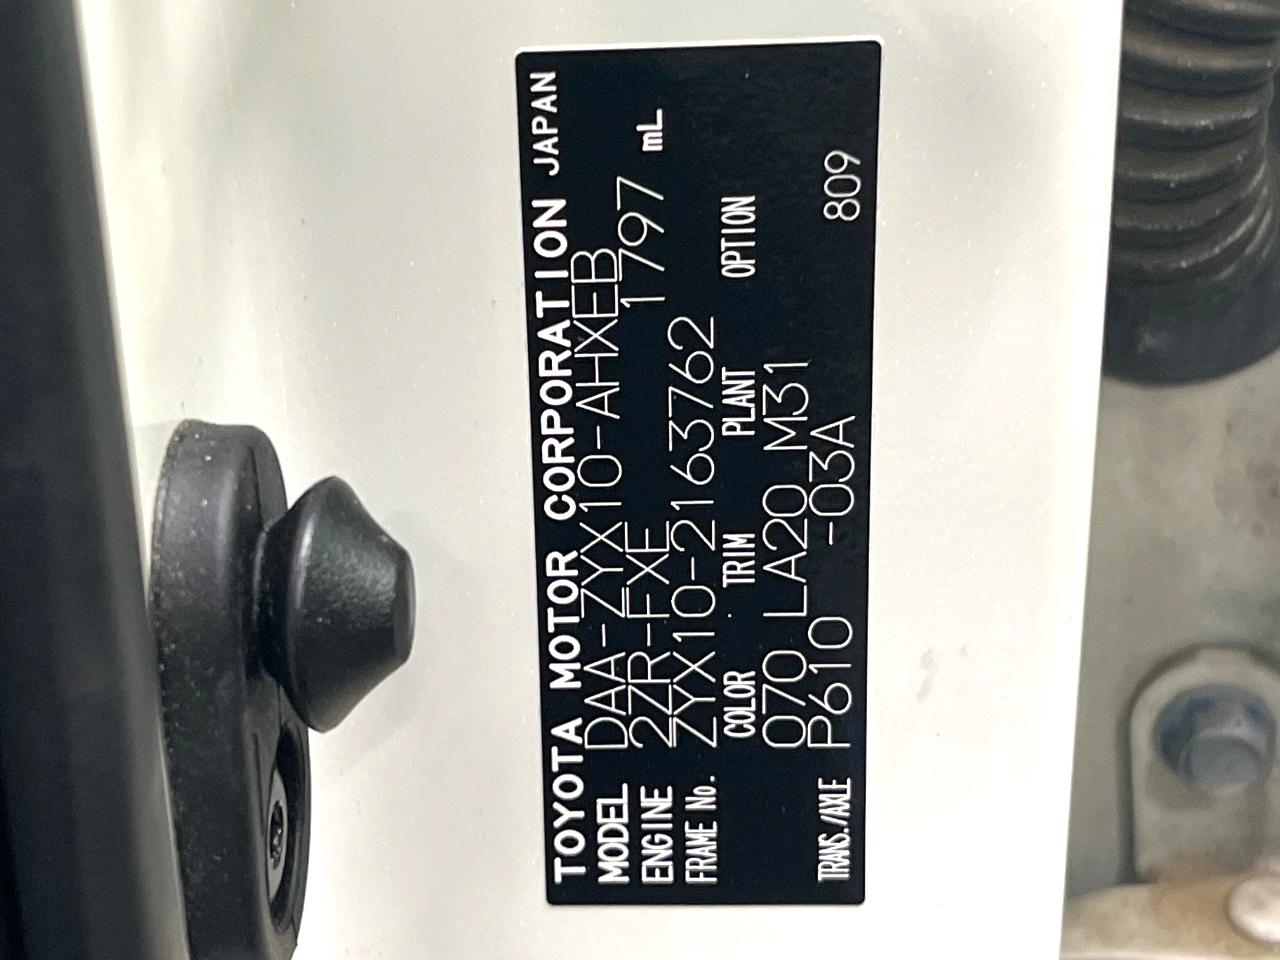 TOYOTA MOTOR CORPORATION JAPAN
MODEL DAA-ZYX10-AHXEB
ENGINE 2ZR-FXE 1797 mL
FRAME No. ZYX10-2163762
COLOR TRIM PLANT OPTION
070 LA20 M31
TRANS./AXLE P610 -03A 809